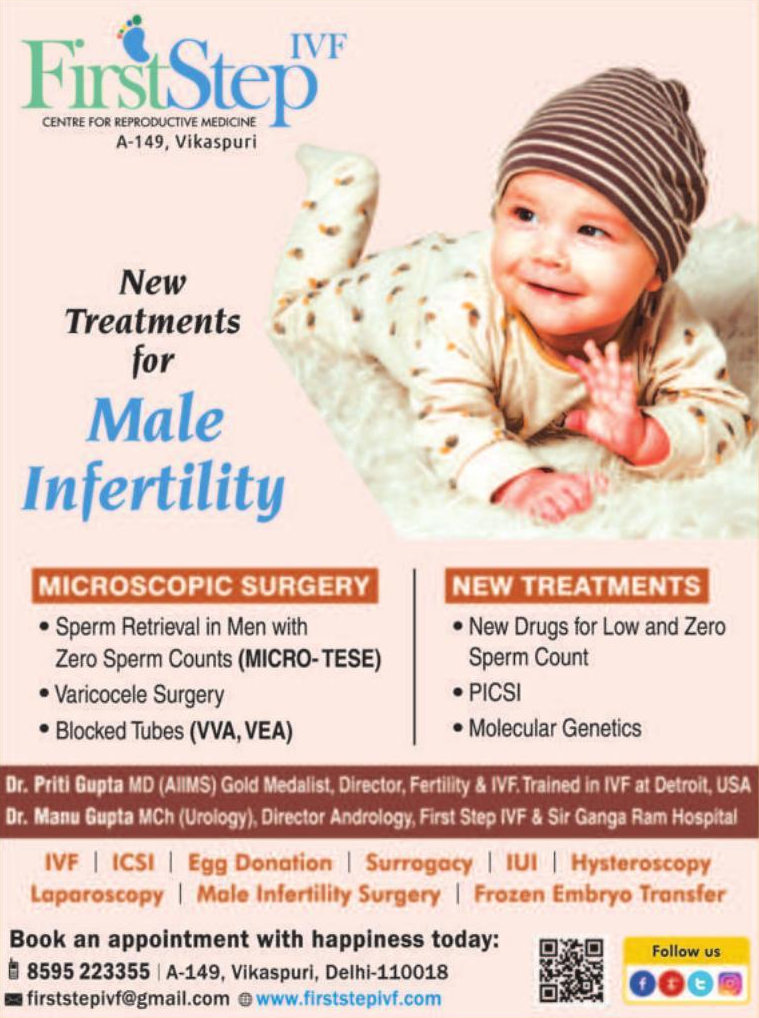 FirstStep IVF
CENTRE FOR REPRODUCTIVE MEDICINE
A-149, Vikaspuri
New
Treatments
for
Male
Infertility
MICROSCOPIC SURGERY
• Sperm Retrieval in Men with
Zero Sperm Counts (MICRO-TESE)
• Varicocele Surgery
• Blocked Tubes (VVA, VEA)
NEW TREATMENTS
• New Drugs for Low and Zero
Sperm Count
• PICSI
• Molecular Genetics
Dr. Priti Gupta MD (AIIMS) Gold Medalist, Director, Fertility & IVF. Trained in IVF at Detroit, USA
Dr. Manu Gupta MCh (Urology), Director Andrology, First Step IVF & Sir Ganga Ram Hospital
IVF | ICSI | Egg Donation | Surrogacy | IUI | Hysteroscopy
Laparoscopy | Male Infertility Surgery | Frozen Embryo Transfer
Book an appointment with happiness today:
8595 223355 | A-149, Vikaspuri, Delhi-110018
firststepivf@gmail.com www.firststepivf.com
Follow us